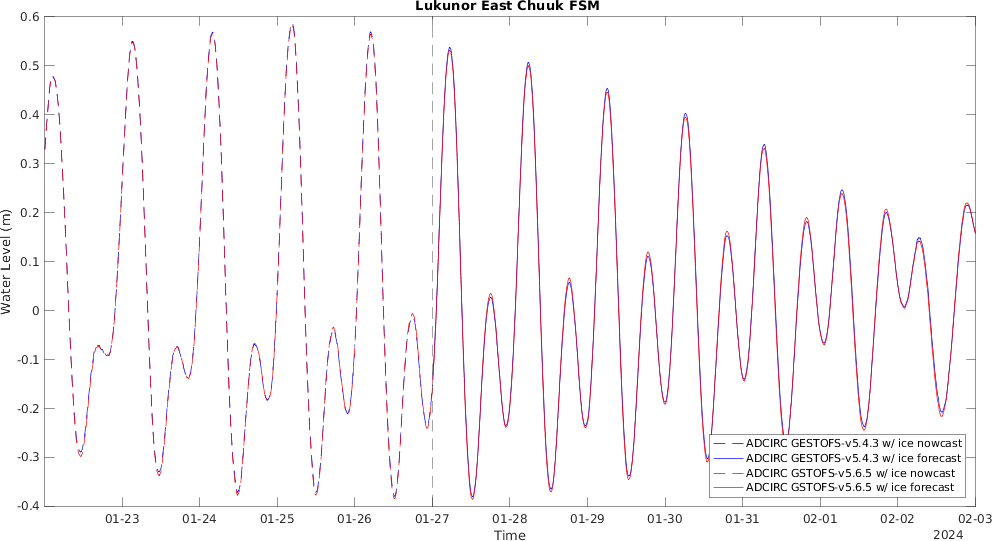 Lukunor East Chuuk FSM
0.6
0.5
0.4
0.3
0.2
0.1
0
-0.1
-0.2
-0.3
-0.4
Water Level (m)
ADCIRC GESTOFS-v5.4.3 w/ ice nowcast
ADCIRC GESTOFS-v5.4.3 w/ ice forecast
ADCIRC GSTOFS-v5.6.5 w/ ice nowcast
ADCIRC GSTOFS-v5.6.5 w/ ice forecast
01-23 01-24 01-25 01-26 01-27 01-28 01-29 01-30 01-31 02-01 02-02 02-03
Time
2024